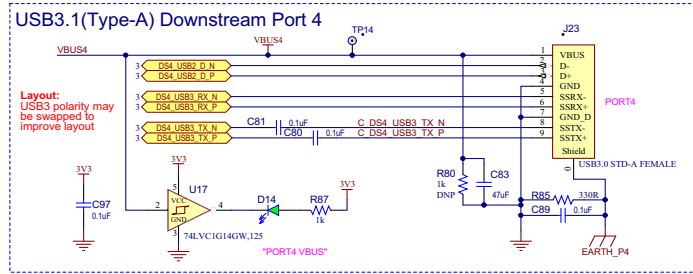 USB3.1(Type-A) Downstream Port 4
TP14
J23
VBUS4
VBUS4
1 VBUS
3 DS4_USB2_D_N 2 D-
3 DS4_USB2_D_P 3 D+
4 GND
Layout:
USB3 polarity may
be swapped to
improve layout
3 DS4_USB3_RX_N 5 SSRX-
3 DS4_USB3_RX_P 6 SSRX+
PORT4
7 GND_D
3 DS4_USB3_TX_N C81 0.1uF C_DS4_USB3_TX_N 8 SSTX-
3 DS4_USB3_TX_P C80 0.1uF C_DS4_USB3_TX_P 9 SSTX+
Shield
0
USB3.0 STD-A FEMALE
3V3
C97
0.1uF
3V3
U17
5
VCC
2
4
GND
3
74LVC1G14GW,125
D14
R87
1k
3V3
"PORT4 VBUS"
R80
1k
DNP
C83
47uF
R85 330R
C89 0.1uF
EARTH_P4